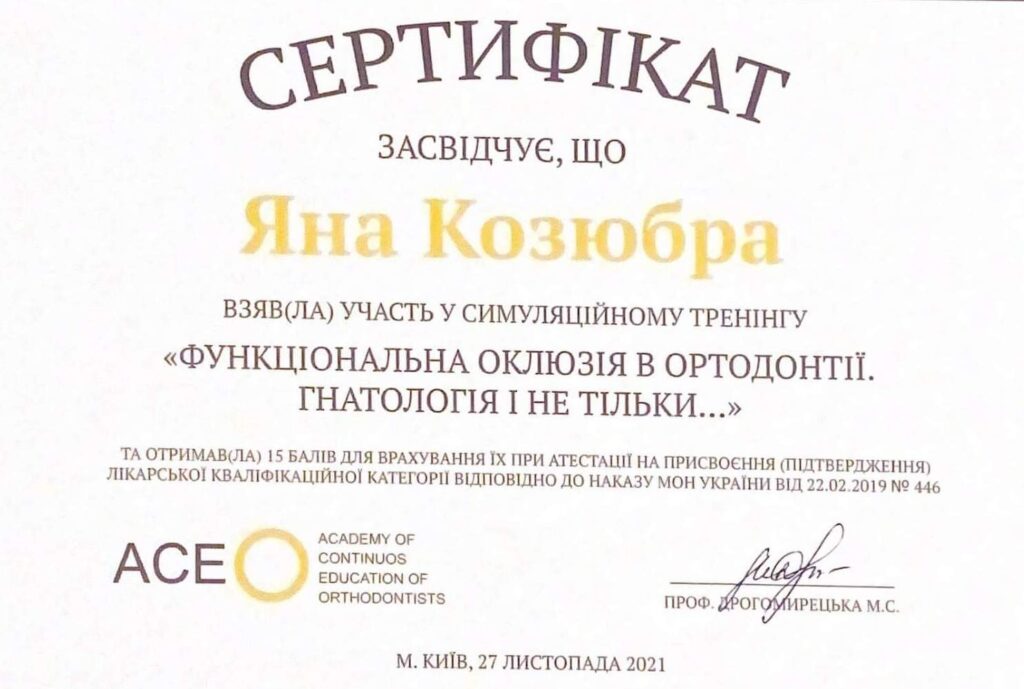 СЕРТИФІКАТ
ЗАСВІДЧУЄ, ЩО
Яна Козюбра
ВЗЯВ(ЛА) УЧАСТЬ У СИМУЛЯЦІЙНОМУ ТРЕНІНГУ
«ФУНКЦІОНАЛЬНА ОКЛЮЗІЯ В ОРТОДОНТІЇ.
ГНАТОЛОГІЯ І НЕ ТІЛЬКИ...»
ТА ОТРИМАВ(ЛА) 15 БАЛІВ ДЛЯ ВРАХУВАННЯ ЇХ ПРИ АТЕСТАЦІЇ НА ПРИСВОЄННЯ (ПІДТВЕРДЖЕННЯ)
ЛІКАРСЬКОЇ КВАЛІФІКАЦІЙНОЇ КАТЕГОРІЇ ВІДПОВІДНО ДО НАКАЗУ МОН УКРАЇНИ ВІД 22.02.2019 № 446
ACEO
ACADEMY OF
CONTINUOS
EDUCATION OF
ORTHODONTISTS
ПРОФ. ДРОГОМИРЕЦЬКА М.С.
М. КИЇВ, 27 ЛИСТОПАДА 2021